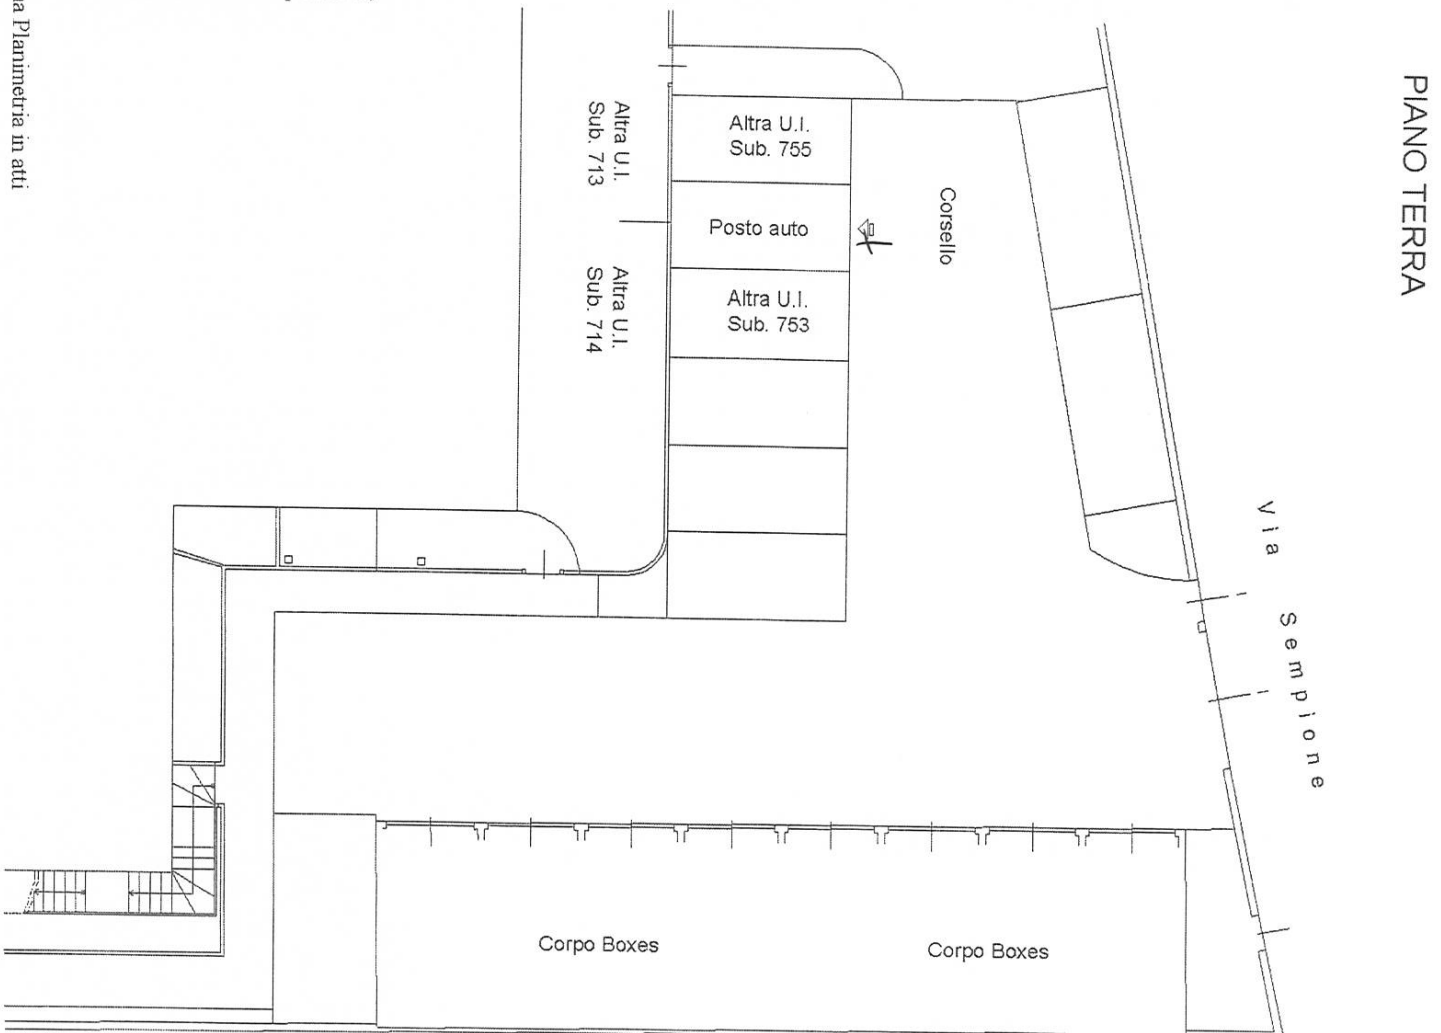 PIANO TERRA
Altra U.I.
Sub. 755
Posto auto
Altra U.I.
Sub. 753
Altra U.I.
Sub. 713
Altra U.I.
Sub. 714
Corsello
Via Sempione
Corpo Boxes
Corpo Boxes
Planimetria in atti